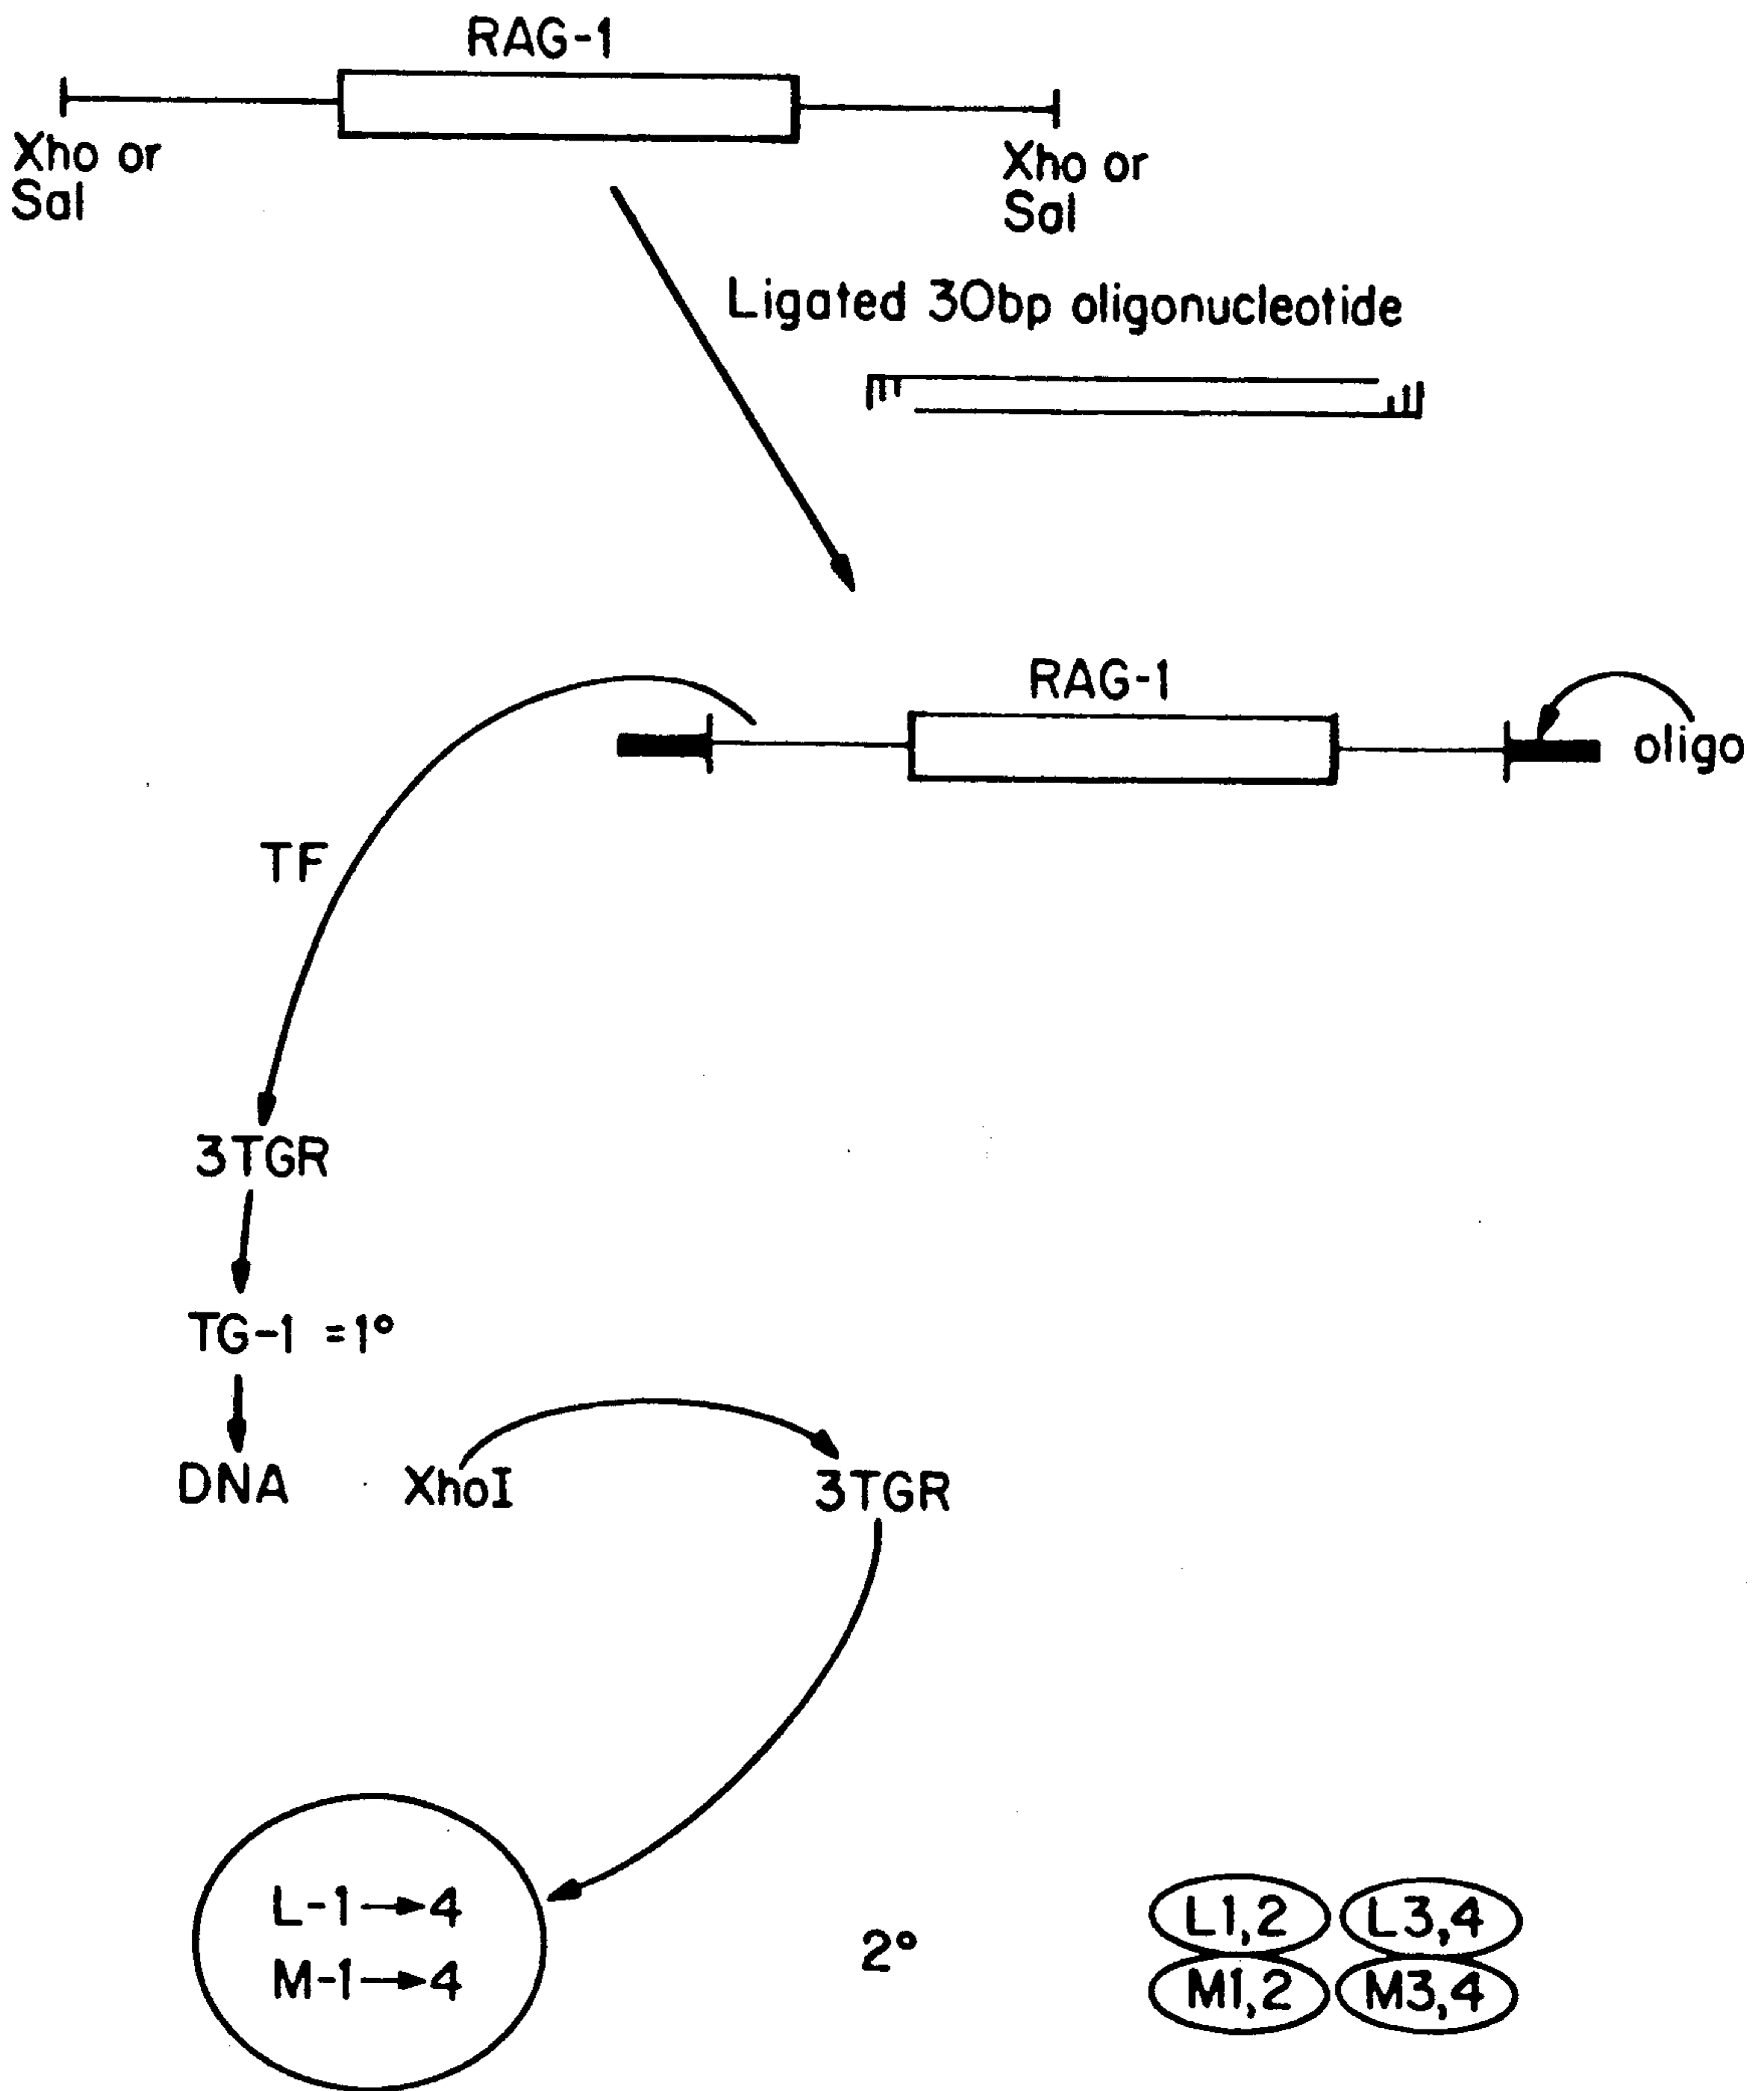 RAG-1
Xho or
Sal
Xho or
Sal
Ligated 30bp oligonucleotide
RAG-1
oligo
TF
3TGR
TG-1 =1°
DNA
XhoI
3TGR
L-1→4
M-1→4
2°
L1,2
L3,4
M1,2
M3,4